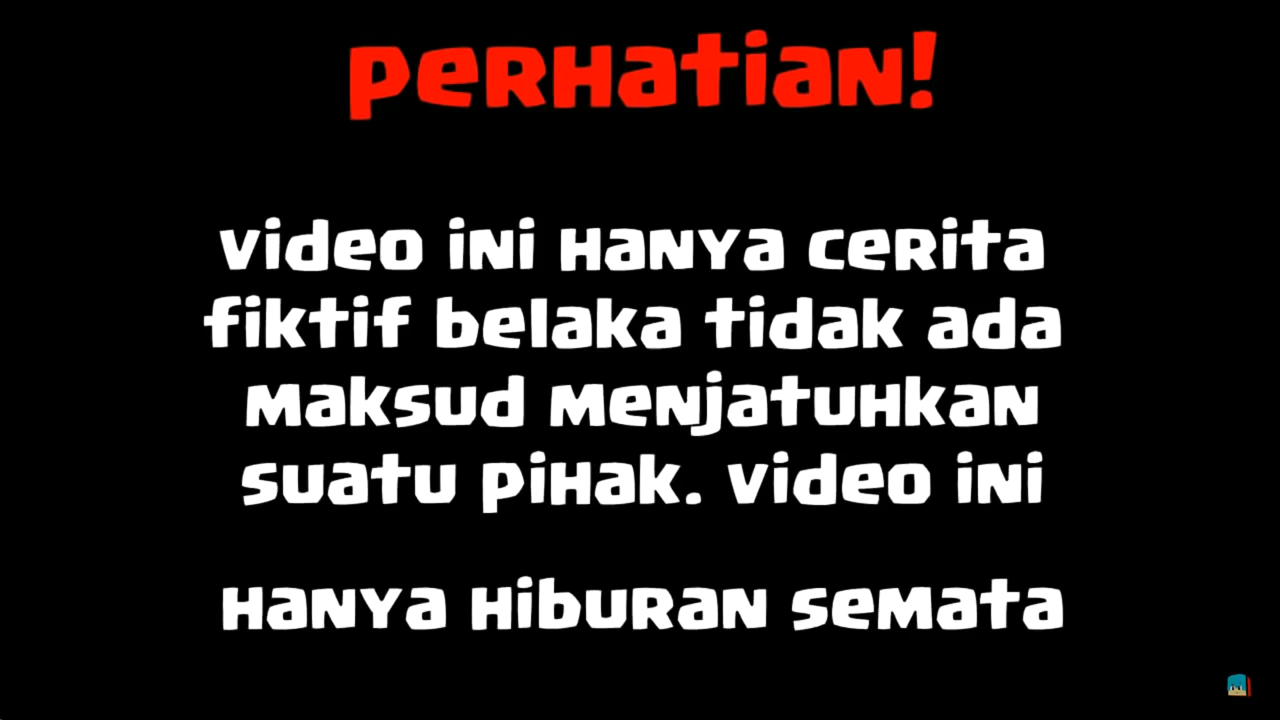 PERHATIAN!
video ini HANYA CERITA
fiktif belaka tidak ada
MAKSUD MENJATUHKAN
SUATU PIHAK. video ini
HANYA HIBURAN SEMATA